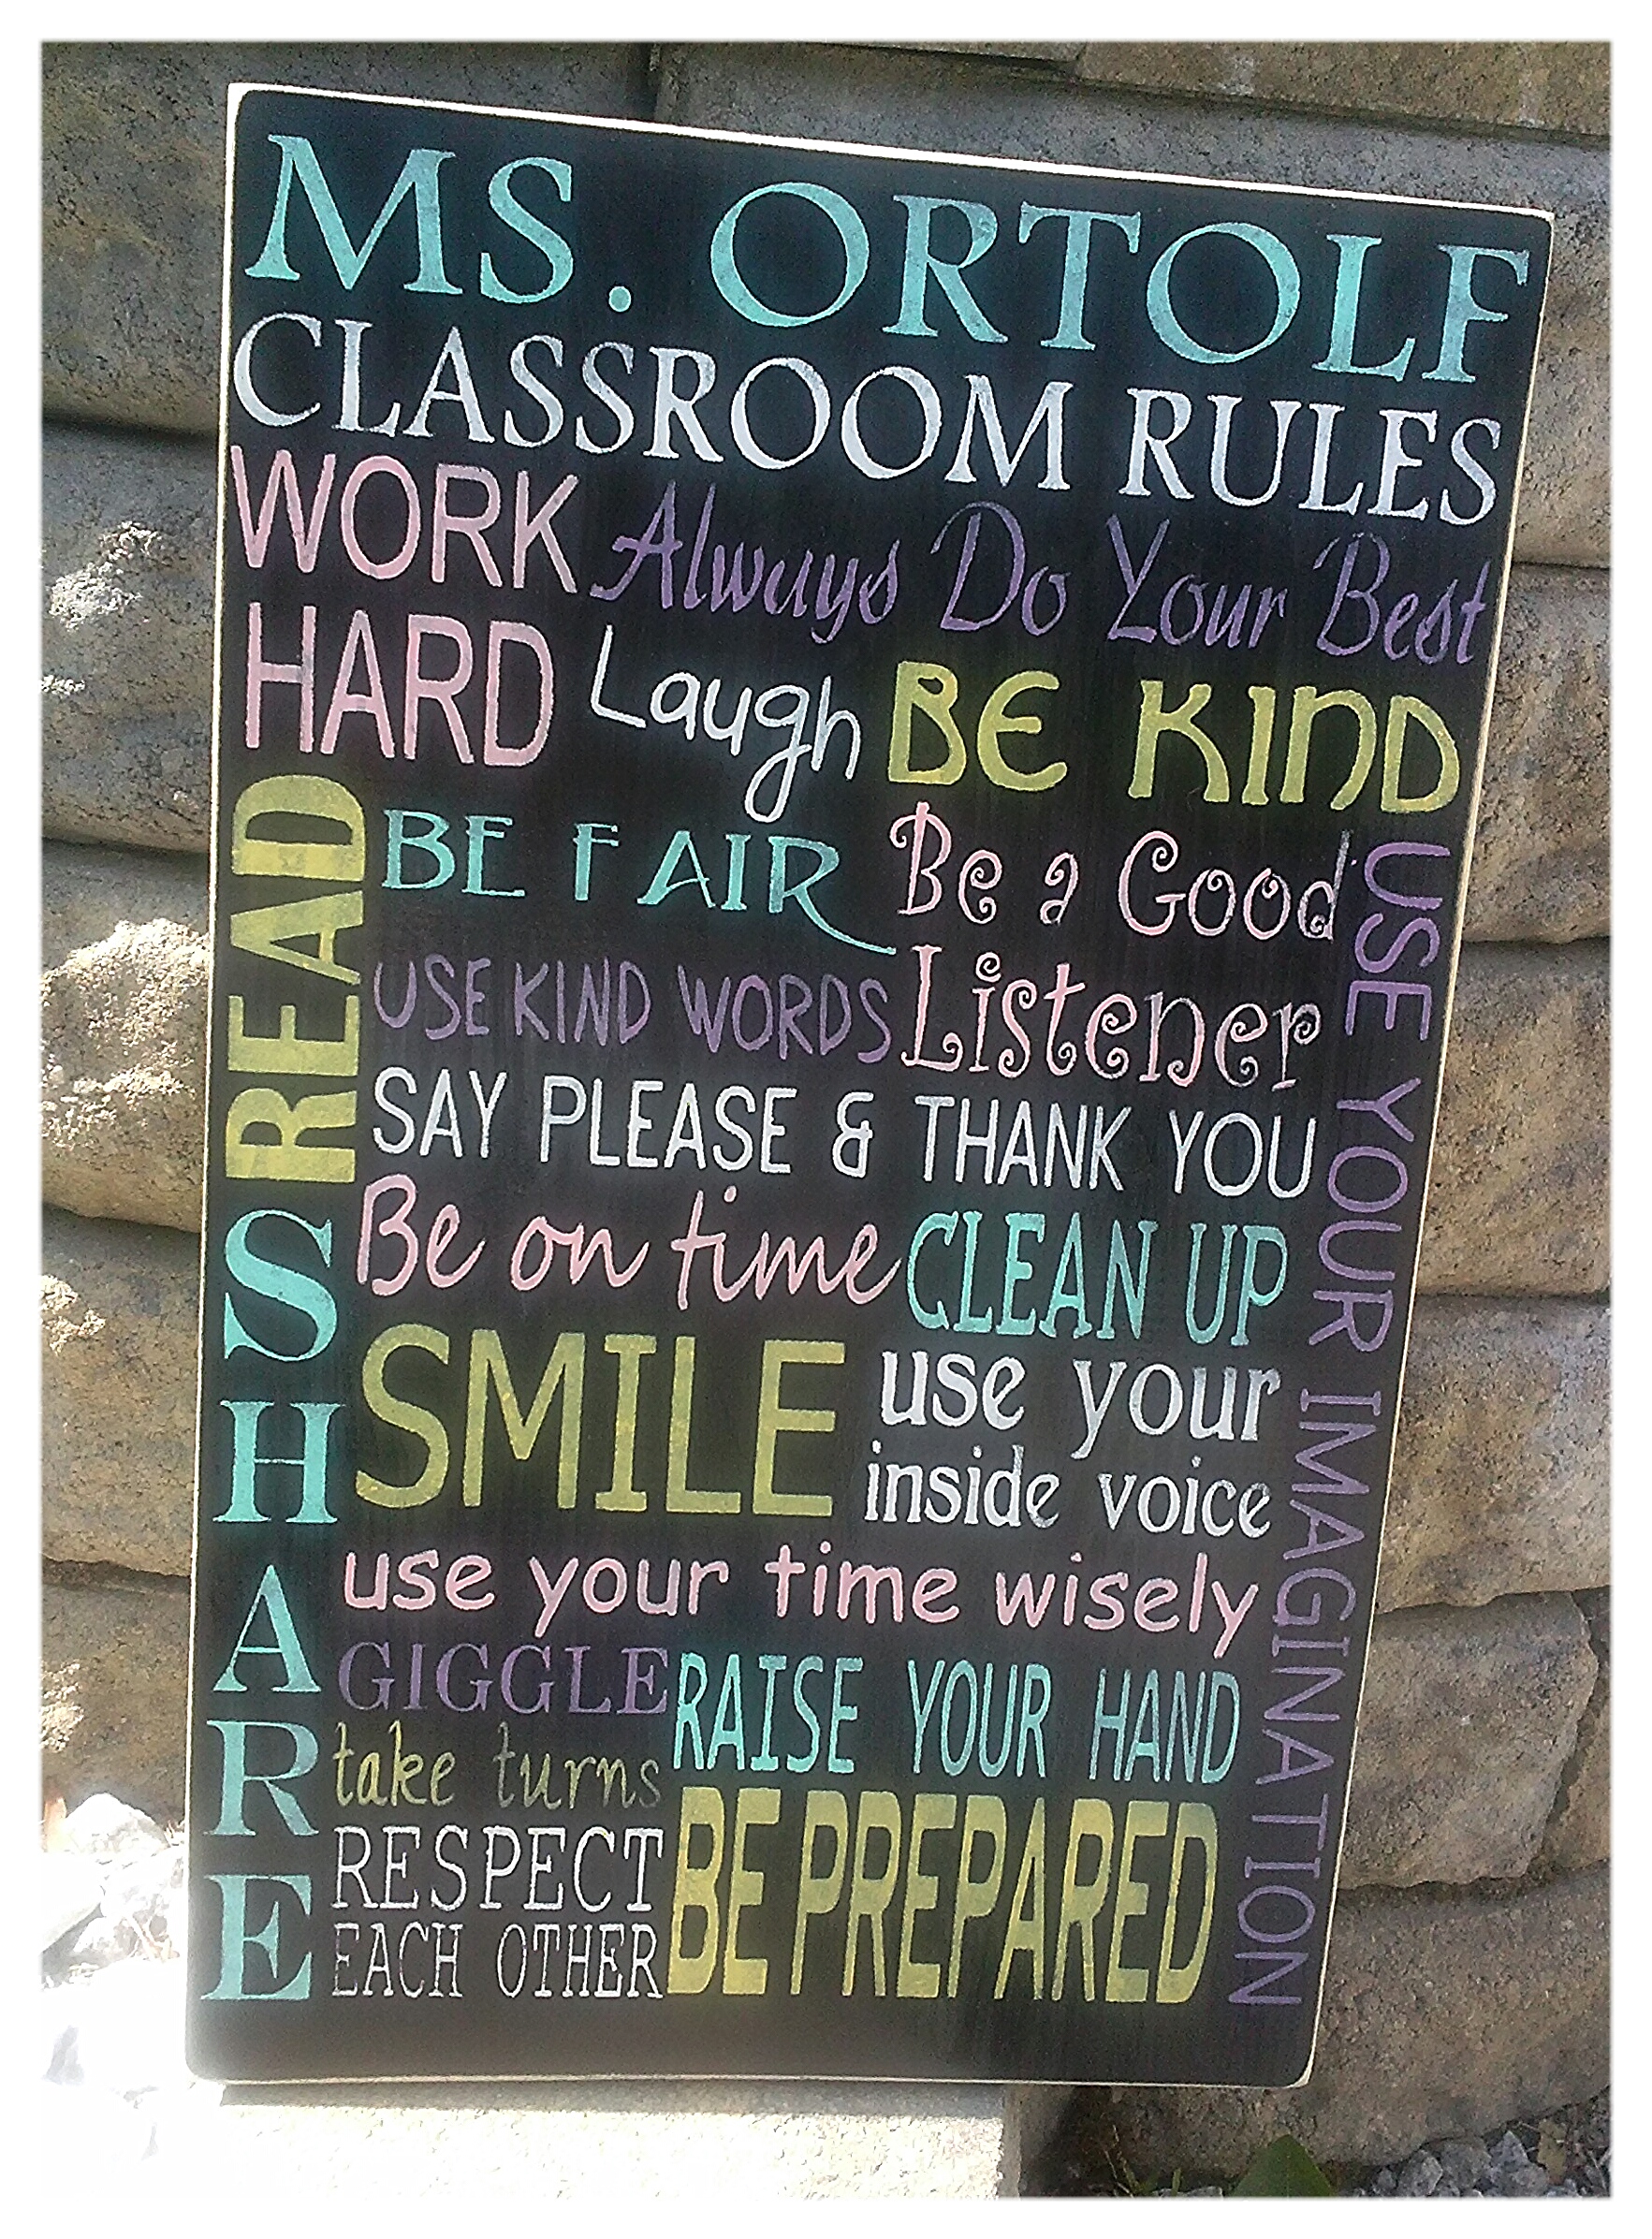 MS. ORTOLF
CLASSROOM RULES
WORK
HARD
Always Do Your Best
Laugh
BE KIND
READ
BE FAIR
Be a Good
Listener
USE KIND WORDS
SAY PLEASE & THANK YOU
Be on time
CLEAN UP
USE YOUR IMAGINATION
SHARE
SMILE
use your
inside voice
use your time wisely
GIGGLE
RAISE YOUR HAND
take turns
RESPECT
EACH OTHER
BE PREPARED